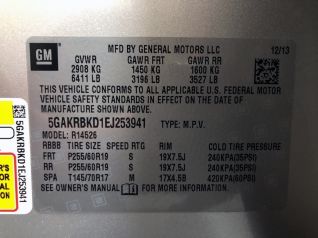 GM
MFD BY GENERAL MOTORS LLC 12/13
GVWR GAWR FRT GAWR RR
2908 KG 1450 KG 1600 KG
6411 LB 3196 LB 3527 LB
THIS VEHICLE CONFORMS TO ALL APPLICABLE U.S. FEDERAL
MOTOR VEHICLE SAFETY STANDARDS IN EFFECT ON THE DATE OF
MANUFACTURE SHOWN ABOVE.
5GAKRBKD1EJ253941 TYPE: M.P.V.
MODEL: R14526
RBBB TIRE SIZE SPEED RTG RIM COLD TIRE PRESSURE
FRT P255/60R19 S 19X7.5J 240KPA(35PSI)
RR P255/60R19 S 19X7.5J 240KPA(35PSI)
SPA T145/70R17 M 17X4.5B 420KPA(60PSI)
SEE OWNER'S MANUAL FOR MORE INFORMATION.
5GAKRBKD1EJ253941